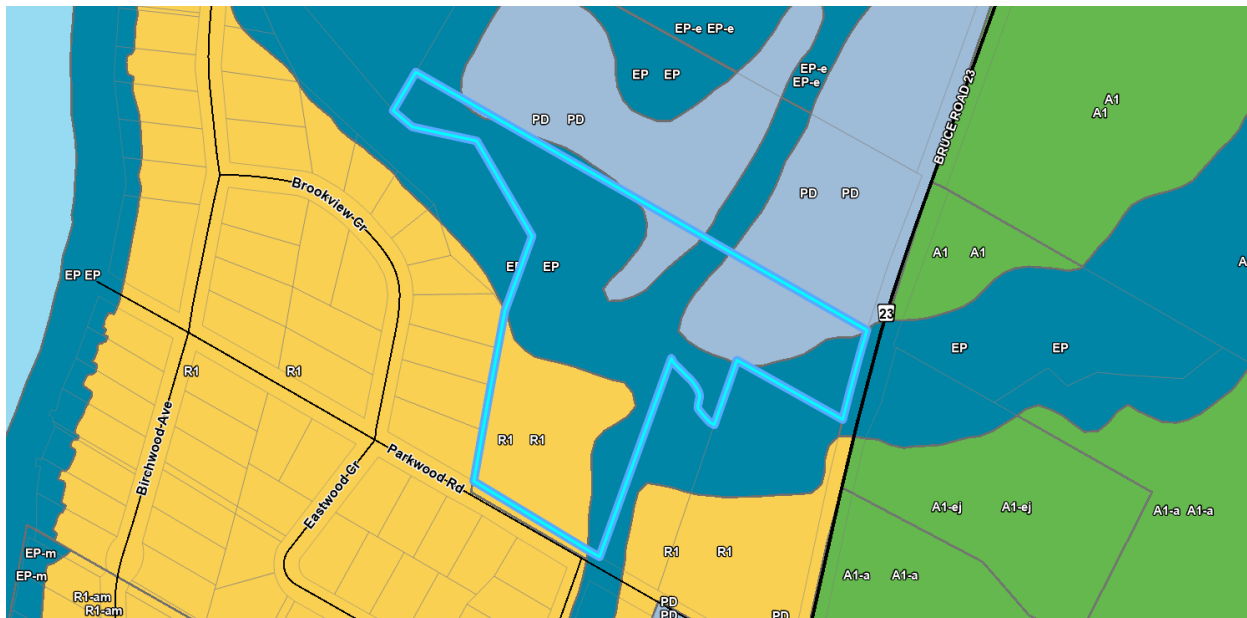 EP-e EP-e
EP EP
EP-e
EP-e
A1
A1
PD PD
BRUCE ROAD 23
PD PD
Brookview-Cr
A1 A1
EP EP
EP EP
23
EP EP
R1 R1
Birchwood-Ave
R1 R1
Parkwood-Rd
Eastwood-Cr
A1-ej A1-ej
A1-a A1-a
EP-m
EP-m
R1 R1
A1-a A1-a
R1-am
R1-am
PD
PD
PD